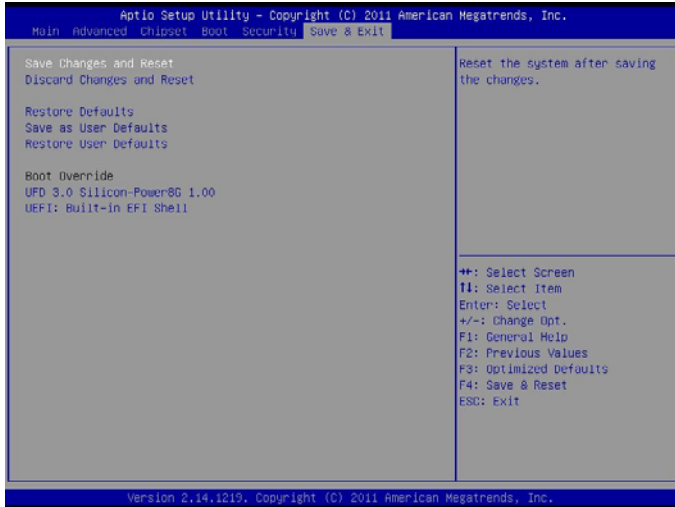 Aptio Setup Utility - Copyright (C) 2011 American Megatrends, Inc.
Main Advanced Chipset Boot Security Save & Exit
Save Changes and Reset
Discard Changes and Reset
Restore Defaults
Save as User Defaults
Restore User Defaults
Boot Override
UFD 3.0 Silicon-Power8G 1.00
UEFI: Built-in EFI Shell
Reset the system after saving
the changes.
→←: Select Screen
↑↓: Select Item
Enter: Select
+/-: Change Opt.
F1: General Help
F2: Previous Values
F3: Optimized Defaults
F4: Save & Reset
ESC: Exit
Version 2.14.1219. Copyright (C) 2011 American Megatrends, Inc.